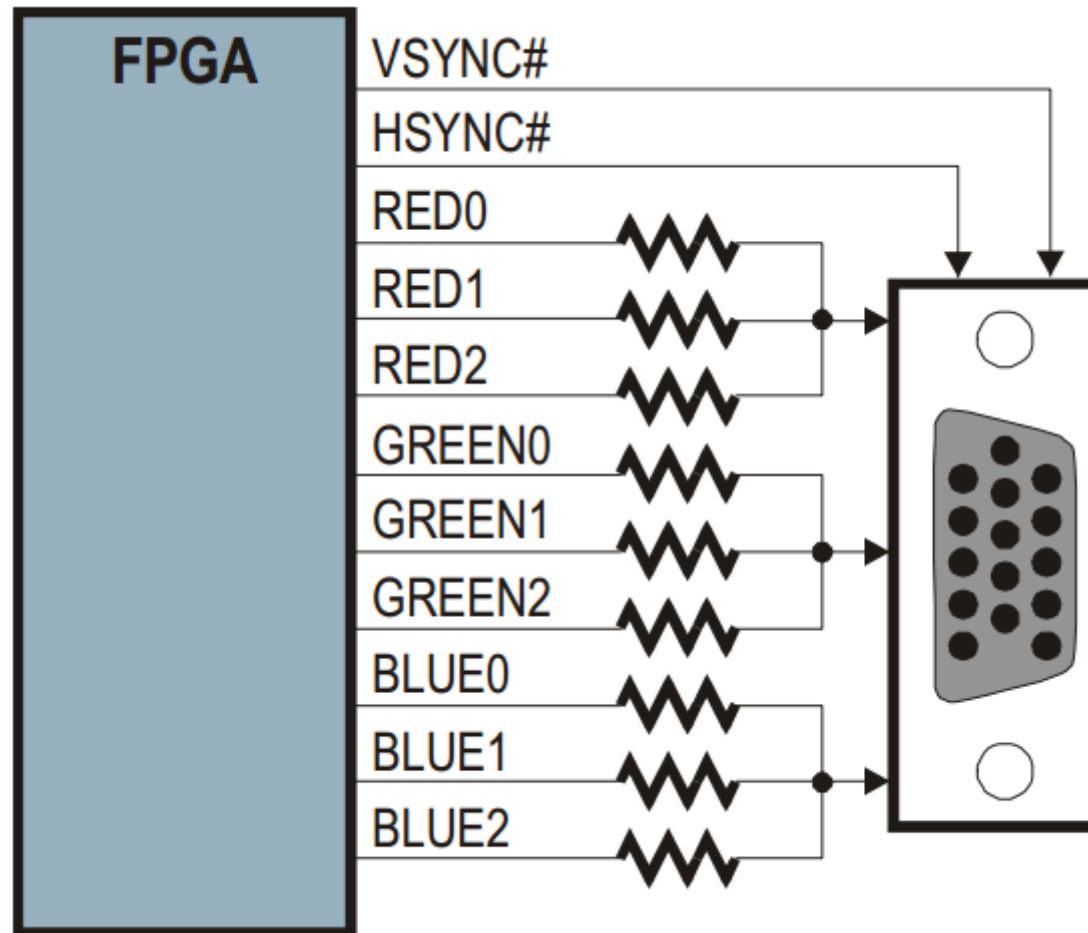 FPGA
VSYNC#
HSYNC#
RED0
RED1
RED2
GREEN0
GREEN1
GREEN2
BLUE0
BLUE1
BLUE2